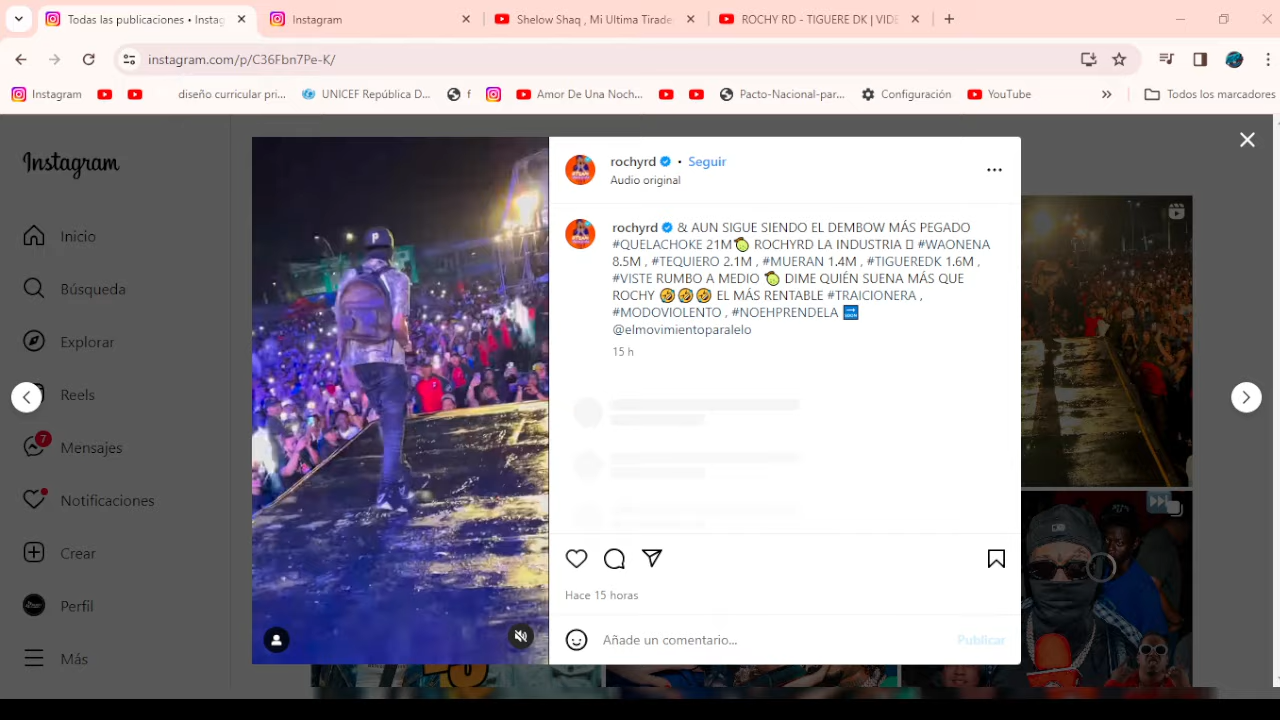 Todas las publicaciones • Instag
Instagram
Shelow Shaq , Mi Ultima Tirade
ROCHY RD - TIGUERE DK | VIDE
instagram.com/p/C36Fbn7Pe-K/
Instagram
diseño curricular pri...
UNICEF República D...
f
Amor De Una Noch...
Pacto-Nacional-par...
Configuración
YouTube
»
Todos los marcadores
Instagram
Inicio
Búsqueda
Explorar
Reels
7
Mensajes
Notificaciones
Crear
Perfil
Más
P
rochyrd • Seguir
Audio original
rochyrd & AUN SIGUE SIENDO EL DEMBOW MÁS PEGADO
#QUELACHOKE 21M🍋 ROCHYRD LA INDUSTRIA #WAONENA
8.5M , #TEQUIERO 2.1M , #MUERAN 1.4M , #TIGUEREDK 1.6M ,
#VISTE RUMBO A MEDIO 🍋 DIME QUIÉN SUENA MÁS QUE
ROCHY 🤣🤣🤣 EL MÁS RENTABLE #TRAICIONERA ,
#MODOVIOLENTO , #NOEHPRENDELA 🔜
@elmovimientoparalelo
15 h
Hace 15 horas
Añade un comentario...
Publicar